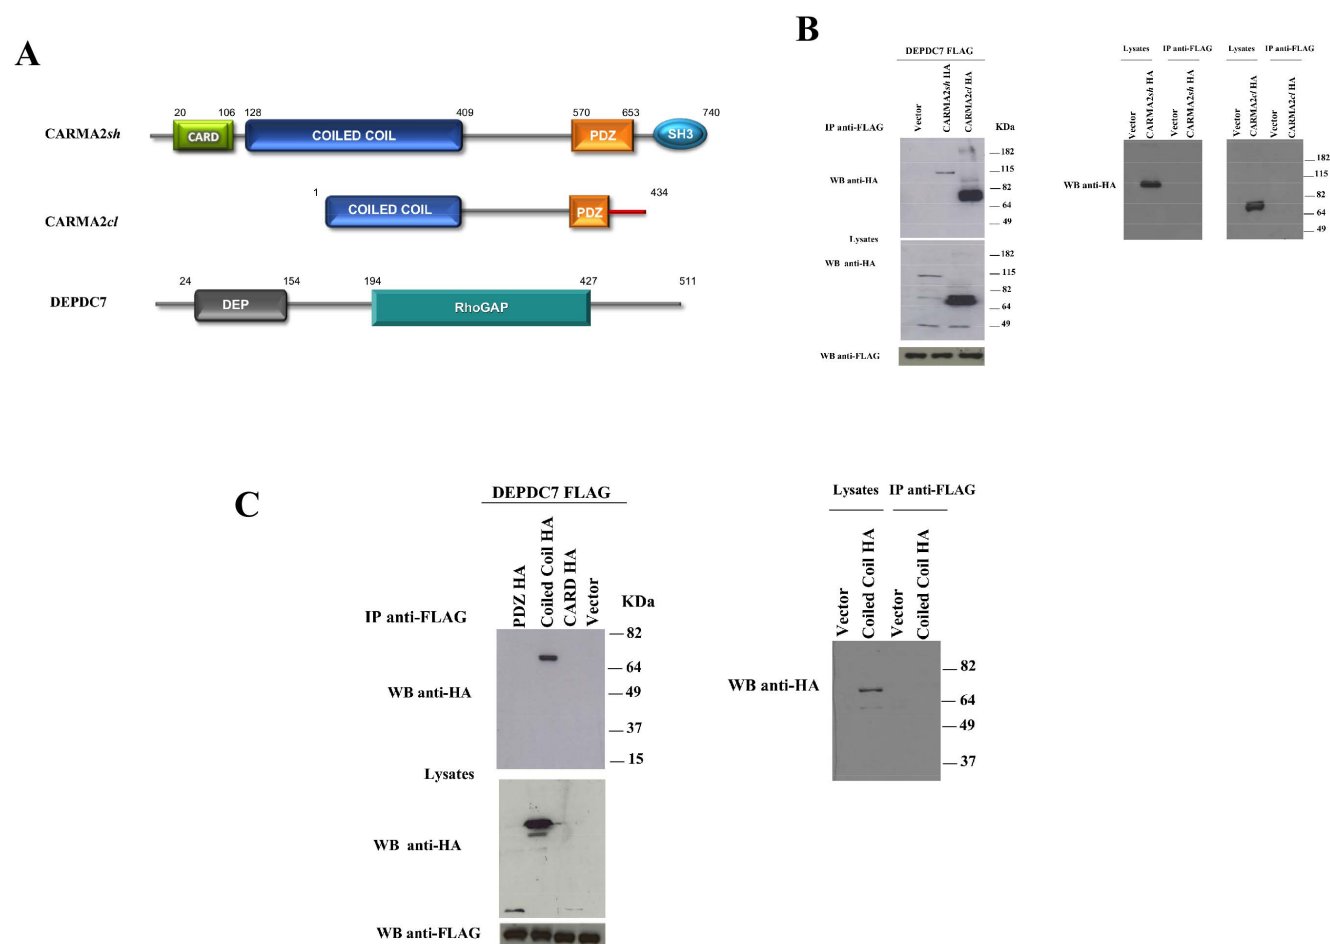 A
20 106 128 409 570 653 740
CARMA2sh
CARD COILED COIL PDZ SH3
1 434
COILED COIL PDZ
CARMA2cl
24 154 194 427 511
DEPDC7
DEP RhoGAP
B
DEPDC7 FLAG
Vector
CARMA2sh HA
CARMA2cl HA
IP anti-FLAG
KDa
WB anti-HA
182
115
82
64
49
Lysates
WB anti-HA
182
115
82
64
49
WB anti-FLAG
Lysates IP anti-FLAG Lysates IP anti-FLAG
Vector
CARMA2sh HA
Vector
CARMA2sh HA
Vector
CARMA2cl HA
Vector
CARMA2cl HA
WB anti-HA
182
115
82
64
49
C
DEPDC7 FLAG
PDZ HA
Coiled Coil HA
CARD HA
Vector
IP anti-FLAG
KDa
WB anti-HA
82
64
49
37
15
Lysates
WB anti-HA
WB anti-FLAG
Lysates IP anti-FLAG
Vector
Coiled Coil HA
Vector
Coiled Coil HA
WB anti-HA
82
64
49
37